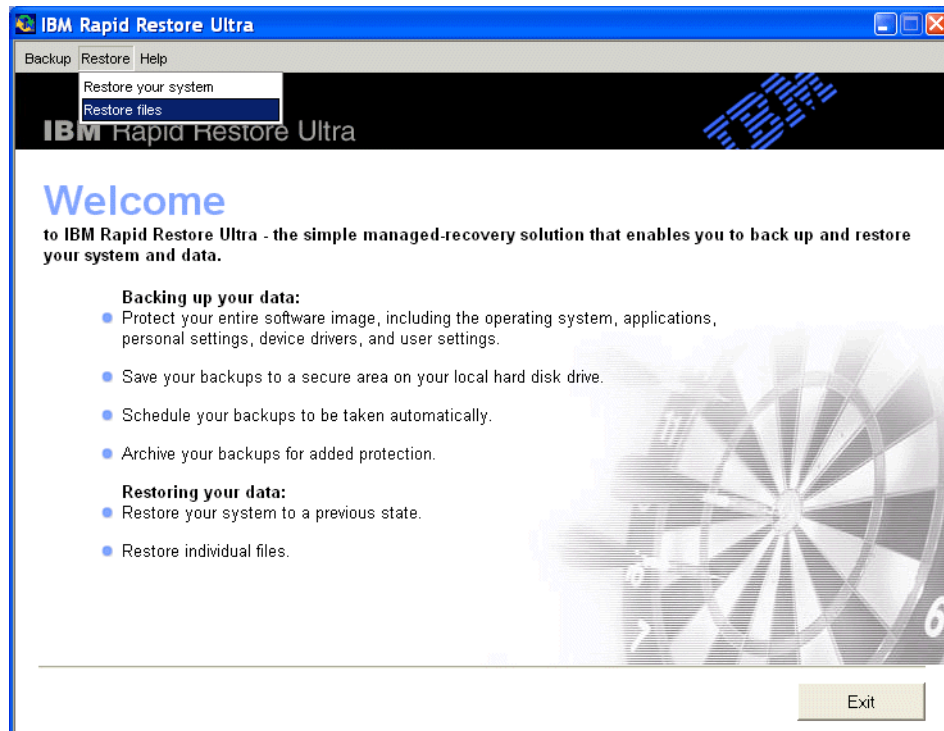 IBM Rapid Restore Ultra
Backup Restore Help
Restore your system
Restore files
IBM Rapid Restore Ultra
IBM
Welcome
to IBM Rapid Restore Ultra - the simple managed-recovery solution that enables you to back up and restore
your system and data.
Backing up your data:
Protect your entire software image, including the operating system, applications,
personal settings, device drivers, and user settings.
Save your backups to a secure area on your local hard disk drive.
Schedule your backups to be taken automatically.
Archive your backups for added protection.
Restoring your data:
Restore your system to a previous state.
Restore individual files.
6
Exit